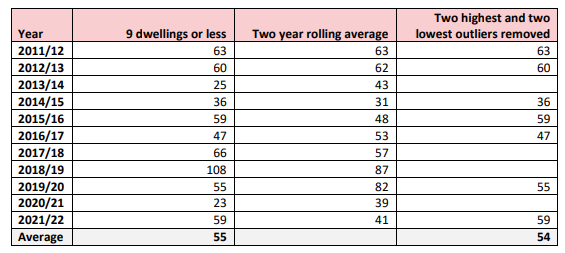 Two highest and two
Year 9 dwellings or less Two year rolling average lowest outliers removed
2011/12 63 63 63
2012/13 60 62 60
2013/14 25 43
2014/15 36 31 36
2015/16 59 48 59
2016/17 47 53 47
2017/18 66 57
2018/19 108 87
2019/20 55 82 55
2020/21 23 39
2021/22 59 41 59
Average 55 54